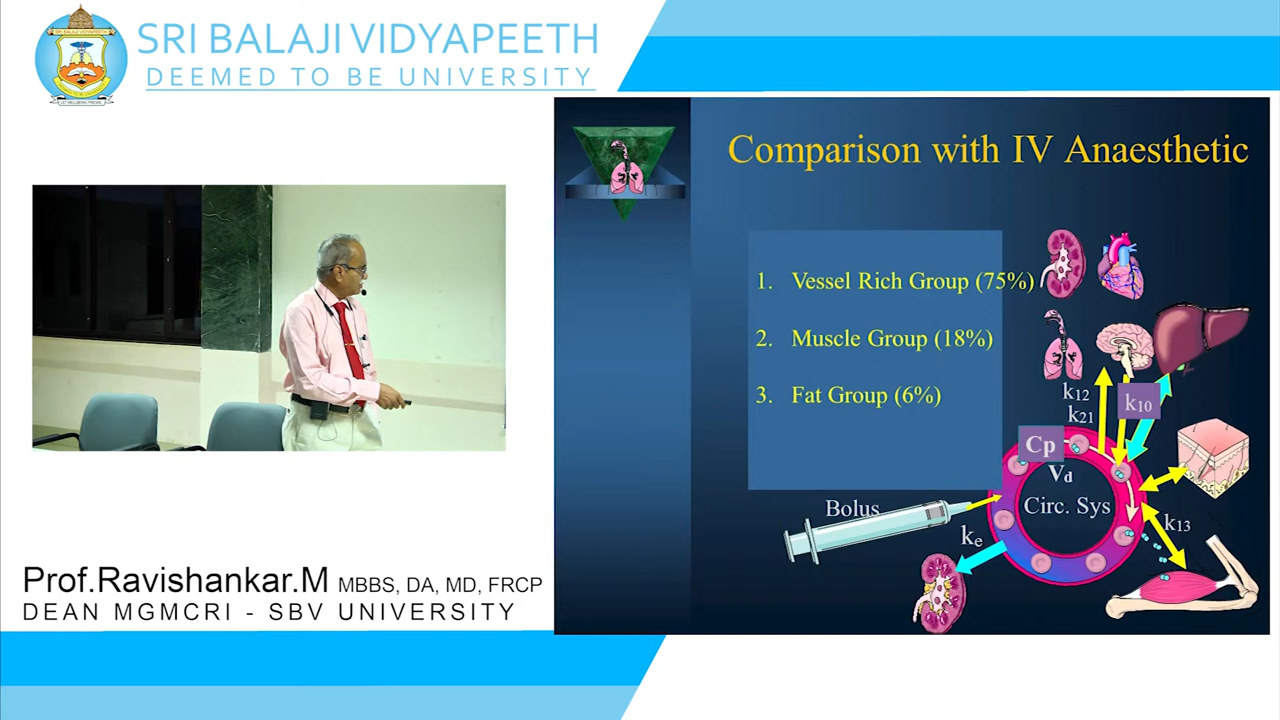 SRI BALAJI VIDYAPEETH
DEEMED TO BE UNIVERSITY
Comparison with IV Anaesthetic
1. Vessel Rich Group (75%)
2. Muscle Group (18%)
3. Fat Group (6%)
k12
k21
k10
Cp
Vd
Circ. Sys
Bolus
ke
k13
Prof.Ravishankar.M MBBS, DA, MD, FRCP
DEAN MGMCRI - SBV UNIVERSITY